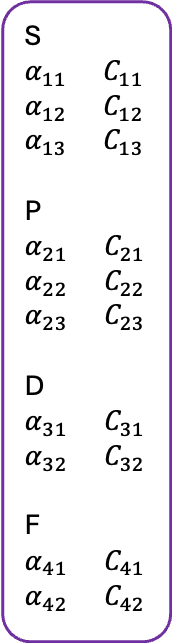 S
α₁₁ C₁₁
α₁₂ C₁₂
α₁₃ C₁₃
P
α₂₁ C₂₁
α₂₂ C₂₂
α₂₃ C₂₃
D
α₃₁ C₃₁
α₃₂ C₃₂
F
α₄₁ C₄₁
α₄₂ C₄₂